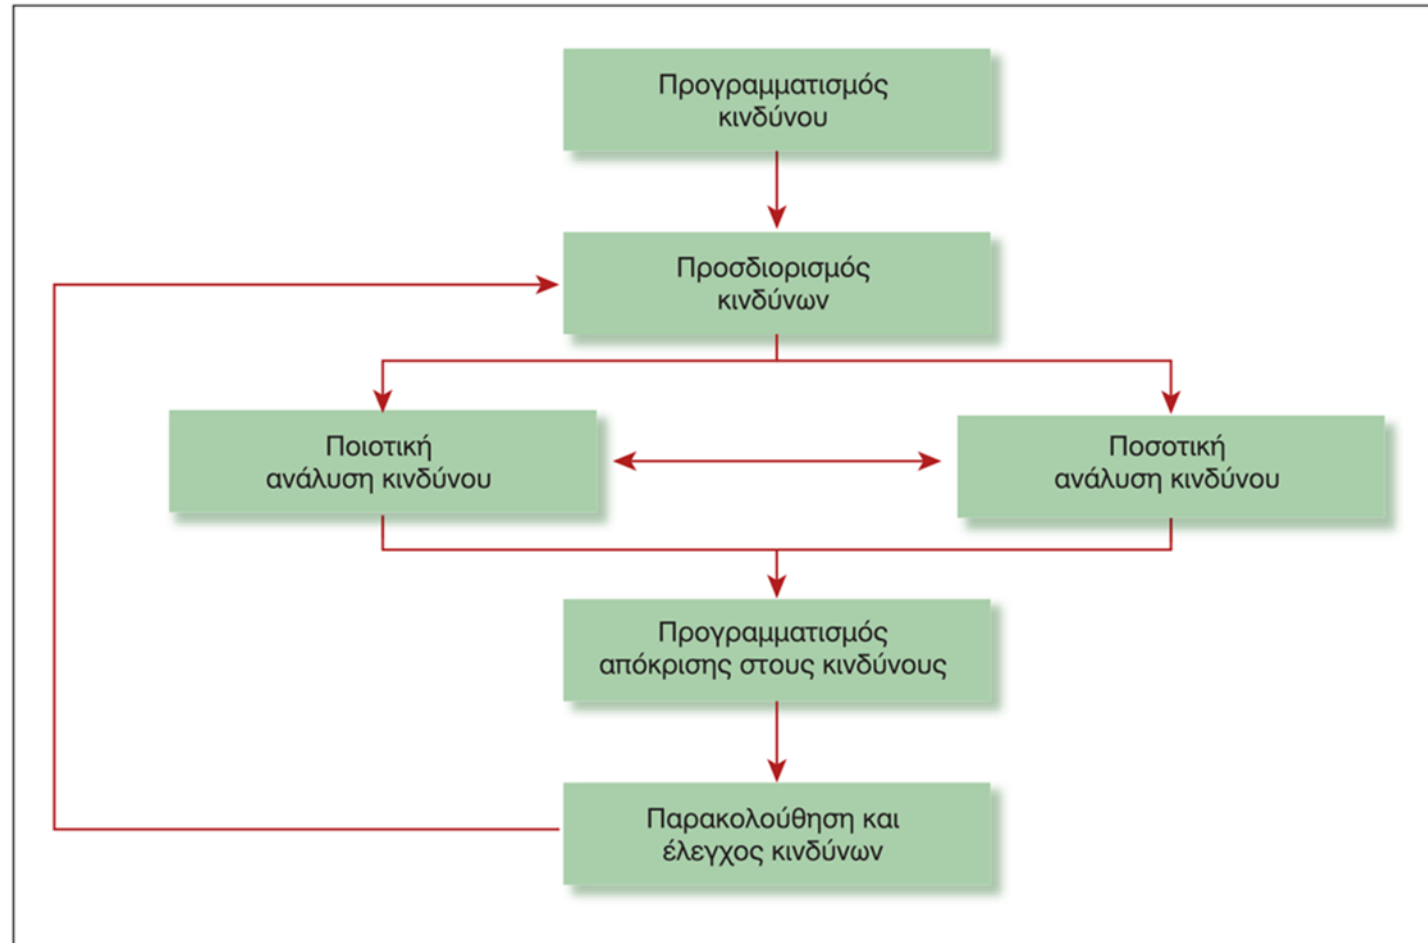 Προγραμματισμός
κινδύνου
Προσδιορισμός
κινδύνων
Ποιοτική
ανάλυση κινδύνου
Ποσοτική
ανάλυση κινδύνου
Προγραμματισμός
απόκρισης στους κινδύνους
Παρακολούθηση και
έλεγχος κινδύνων